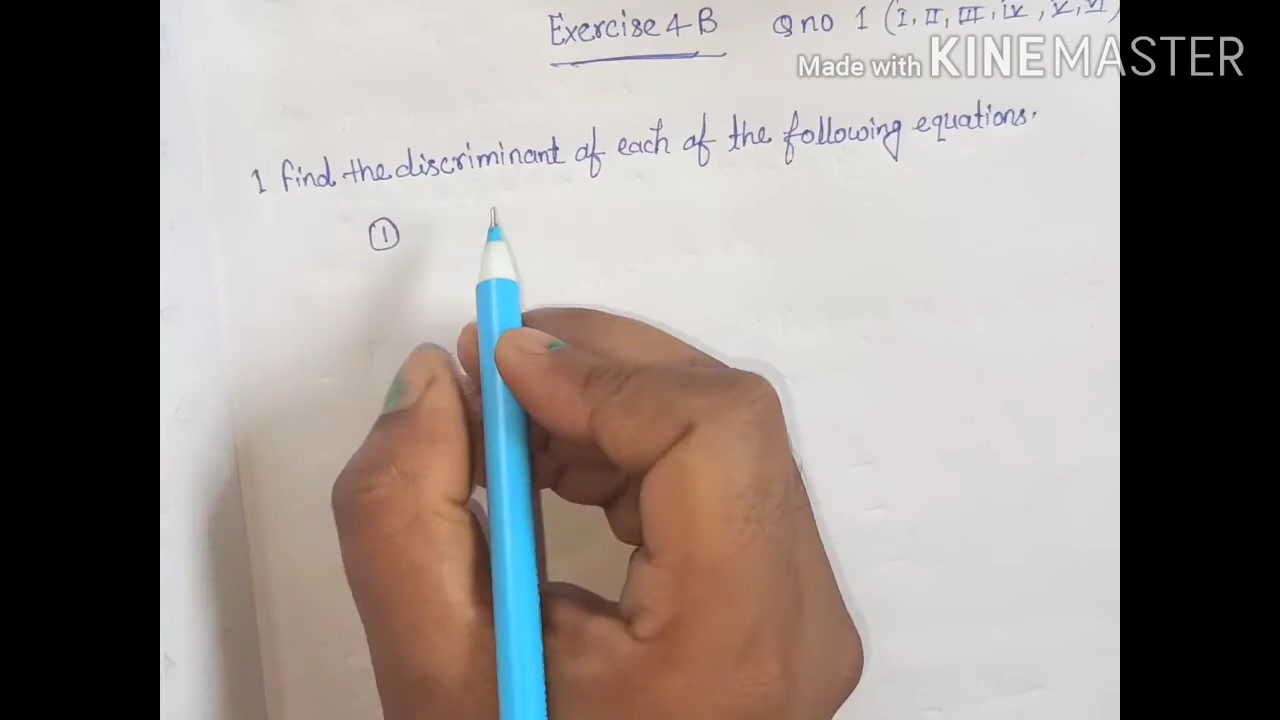 Exercise 4B Q no 1 (I, II, III, IV, V, VI)
Made with KINEMASTER
1 find the discriminant of each of the following equations.
1